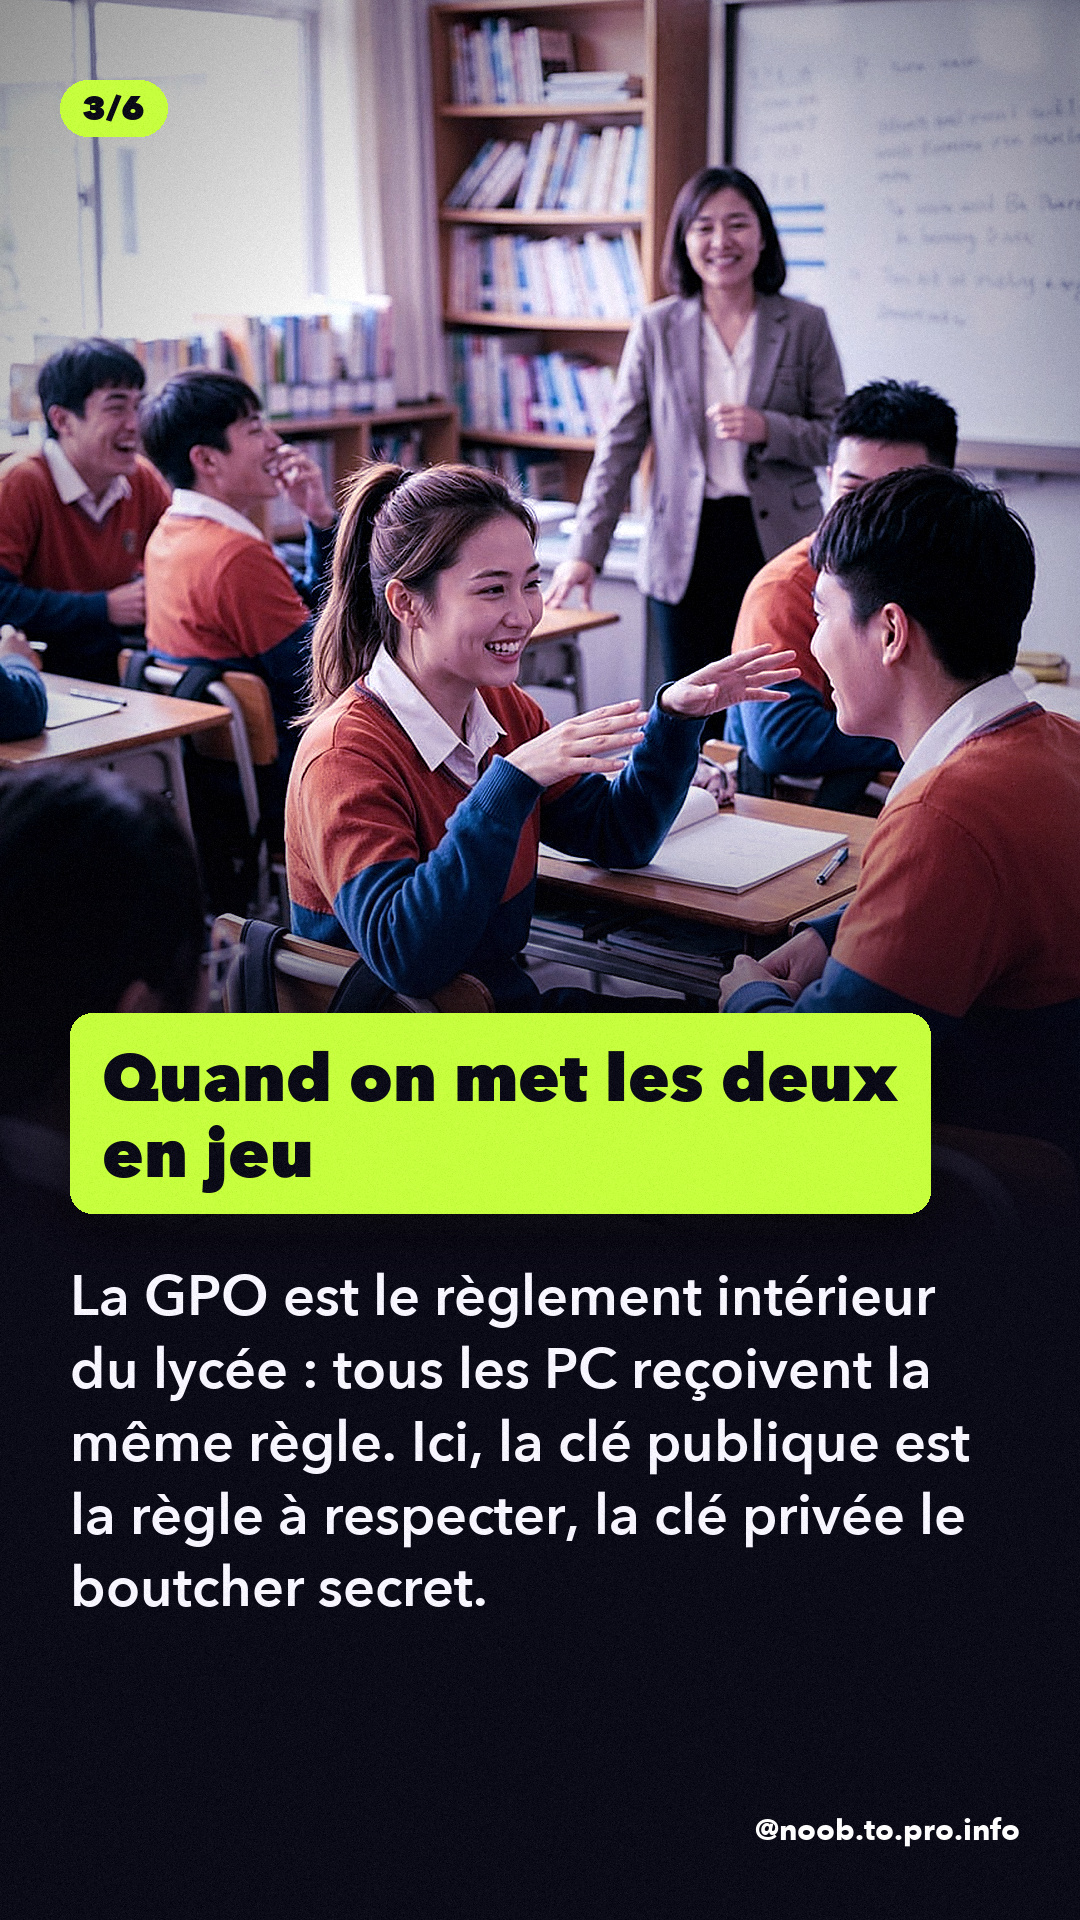 3/6
Quand on met les deux
en jeu
La GPO est le règlement intérieur
du lycée : tous les PC reçoivent la
même règle. Ici, la clé publique est
la règle à respecter, la clé privée le
boutcher secret.
@noob.to.pro.info